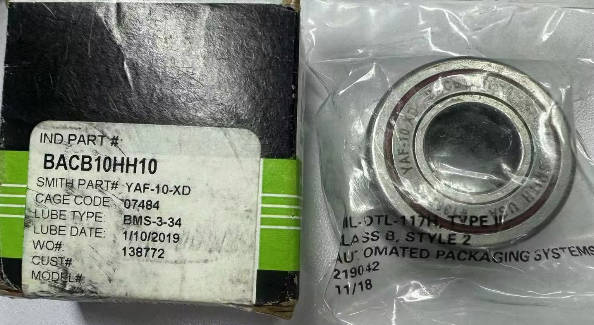 IND PART #:
BACB10HH10
SMITH PART# YAF-10-XD
CAGE CODE: 07484
LUBE TYPE: BMS-3-34
LUBE DATE: 1/10/2019
WO#: 138772
CUST#
MODEL#
YAF-10-XD
MIL-DTL-117H, TYPE II
CLASS B, STYLE 2
AUTOMATED PACKAGING SYSTEMS
219042
11/18